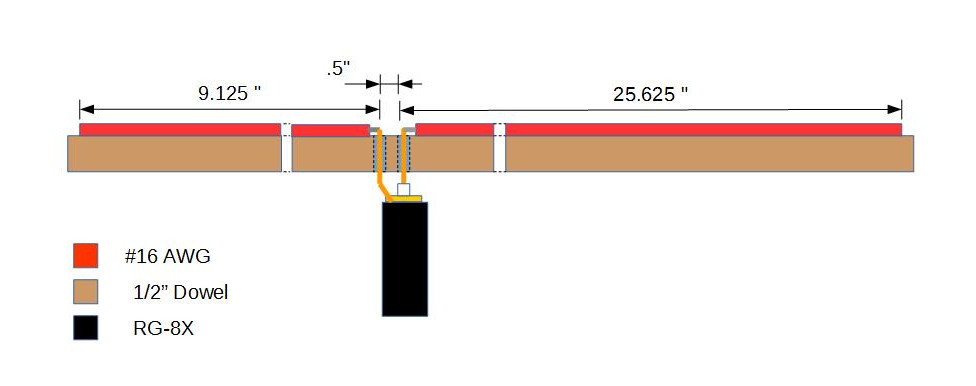 .5"
9.125 "
25.625 "
#16 AWG
1/2” Dowel
RG-8X